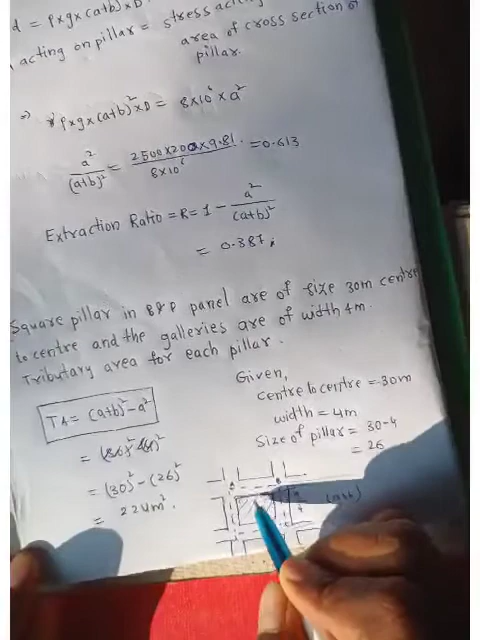 d = ρ×g×(a+b)²×D
acting on pillar = stress
area of cross section of
pillar.
⇒ ρ×g×(a+b)²×D = 8×10⁶×a²
a²/(a+b)² = 2500×200×9.81/8×10⁶ = 0.613
Extraction Ratio = R = 1 - a²/(a+b)²
= 0.387
Square pillar in B&P panel are of size 30m centre
to centre and the galleries are of width 4m.
Tributary area for each pillar.
Given,
centre to centre = 30m
width = 4m
Size of pillar = 30-4
= 26
TA = (a+b)² - a²
= (30)² - (26)²
= 224m².
(a+b)